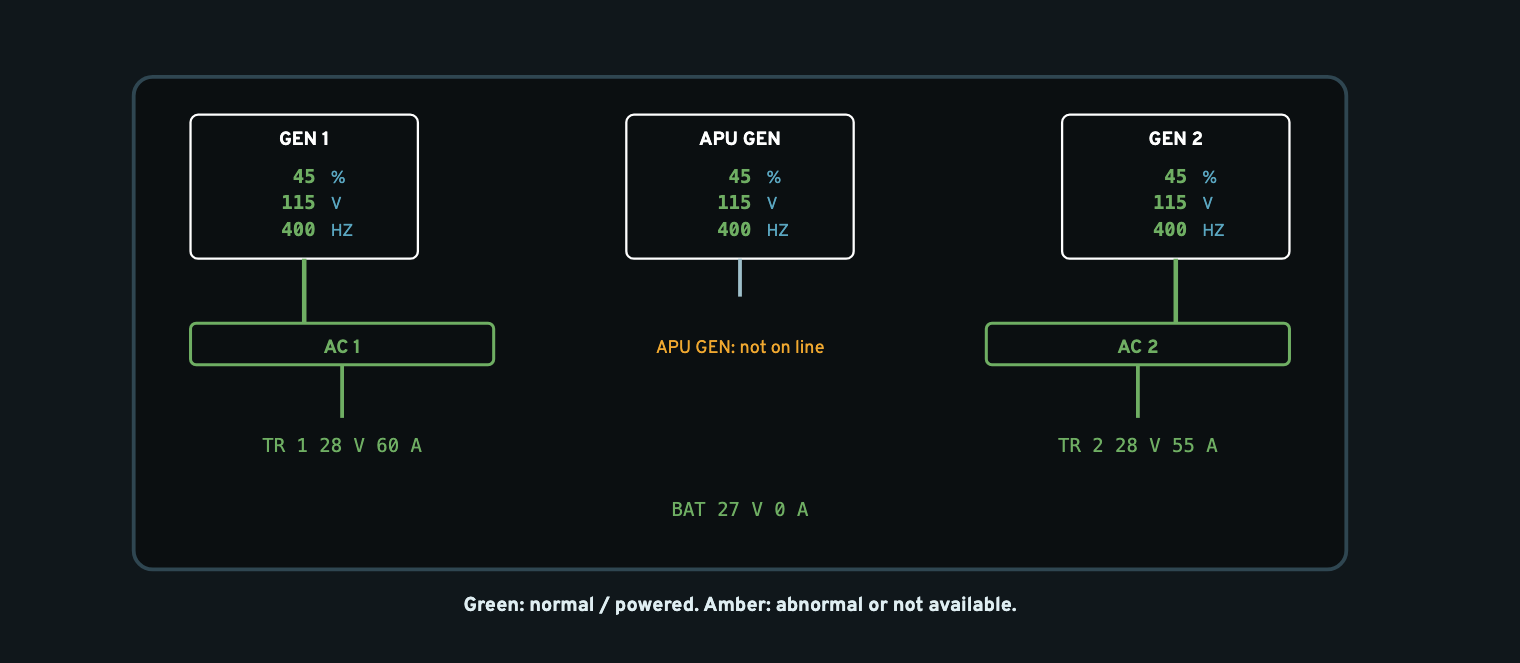 GEN 1
45 %
115 V
400 HZ
APU GEN
45 %
115 V
400 HZ
GEN 2
45 %
115 V
400 HZ
AC 1
APU GEN: not on line
AC 2
TR 1 28 V 60 A
TR 2 28 V 55 A
BAT 27 V 0 A
Green: normal / powered. Amber: abnormal or not available.